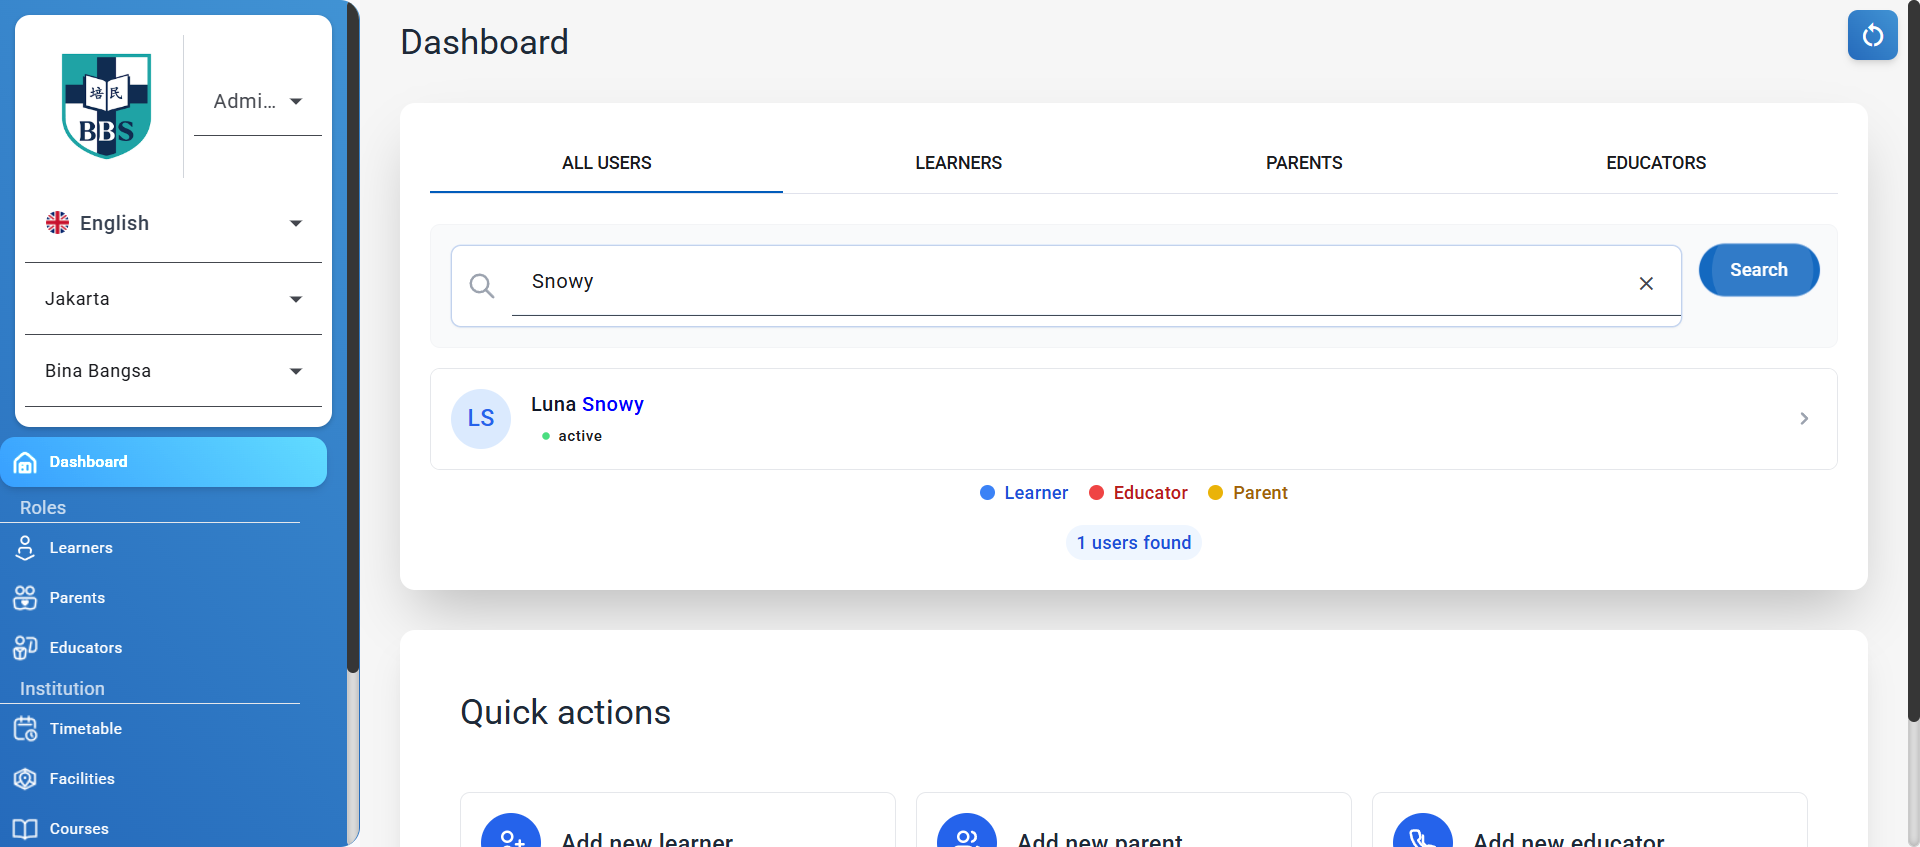 培民
BBS
Admi...
English
Jakarta
Bina Bangsa
Dashboard
Roles
Learners
Parents
Educators
Institution
Timetable
Facilities
Courses
Dashboard
ALL USERS
LEARNERS
PARENTS
EDUCATORS
Snowy
Search
LS
Luna Snowy
active
Learner
Educator
Parent
1 users found
Quick actions
Add new learner
Add new parent
Add new educator